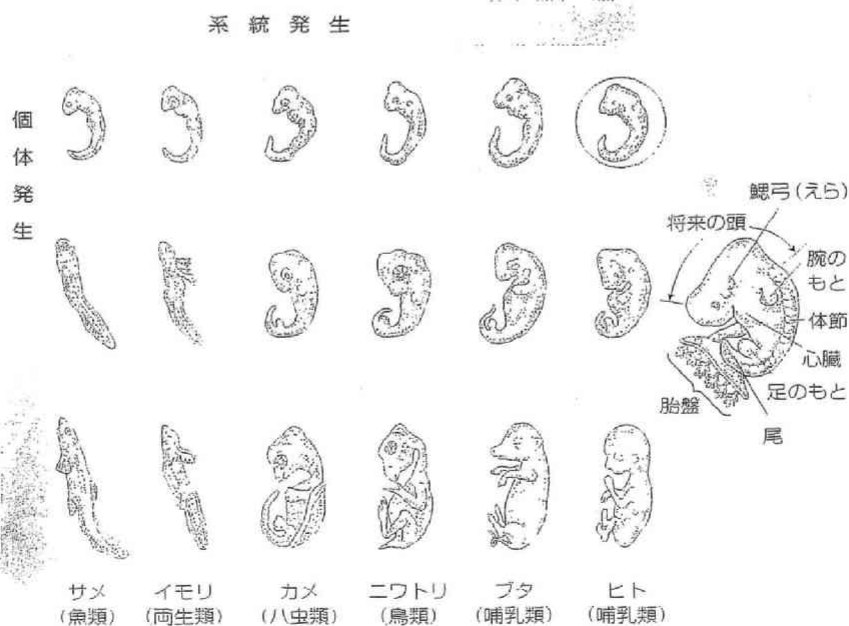 系統発生
個体発生
鰓弓(えら)
将来の頭
腕の
もと
体節
心臓
足のもと
胎盤
尾
サメ
(魚類)
イモリ
(両生類)
カメ
(ハ虫類)
ニワトリ
(鳥類)
ブタ
(哺乳類)
ヒト
(哺乳類)